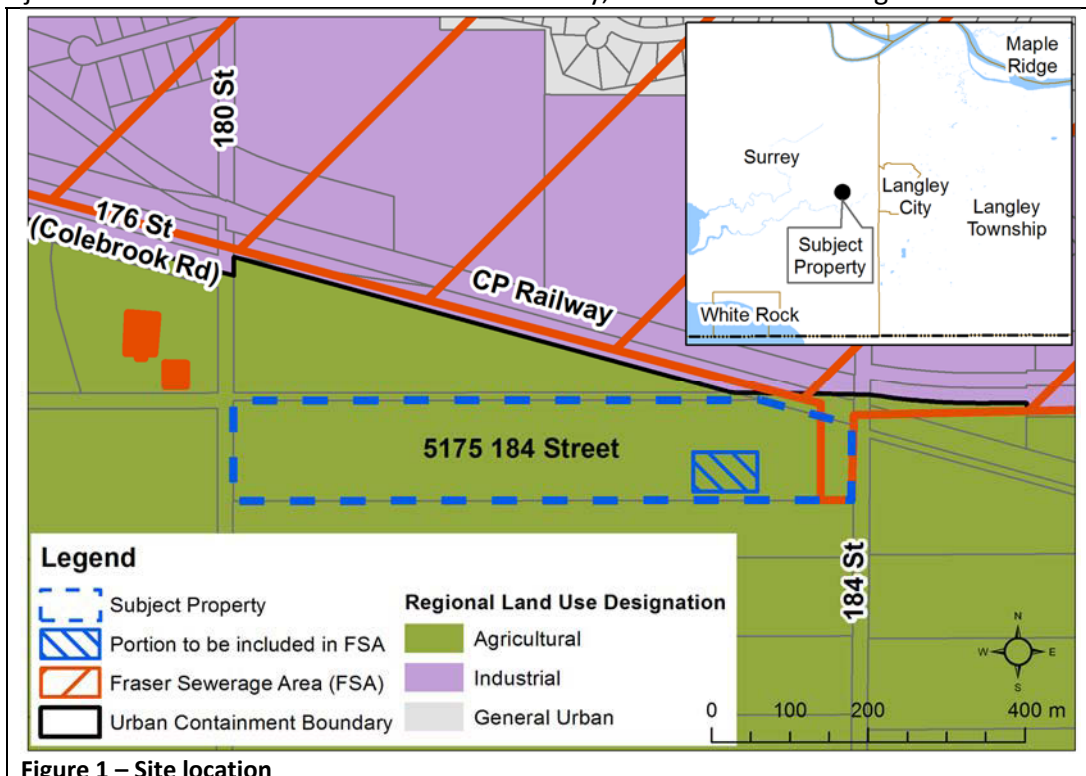 180 St
176 St
(Colebrook Rd)
CP Railway
5175 184 Street
184 St
Maple
Ridge
Surrey
Langley
City
Langley
Township
Subject
Property
White Rock
Legend
Subject Property
Portion to be included in FSA
Fraser Sewerage Area (FSA)
Urban Containment Boundary
Regional Land Use Designation
Agricultural
Industrial
General Urban
N
W E
S
0 100 200 400 m
Figure 1 – Site location